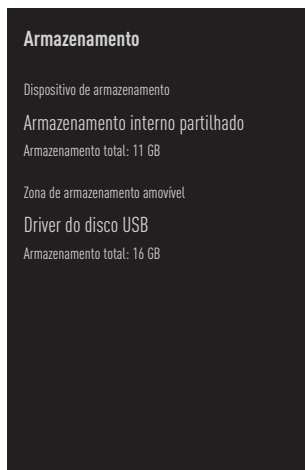 Armazenamento
Dispositivo de armazenamento
Armazenamento interno partilhado
Armazenamento total: 11 GB
Zona de armazenamento amovível
Driver do disco USB
Armazenamento total: 16 GB